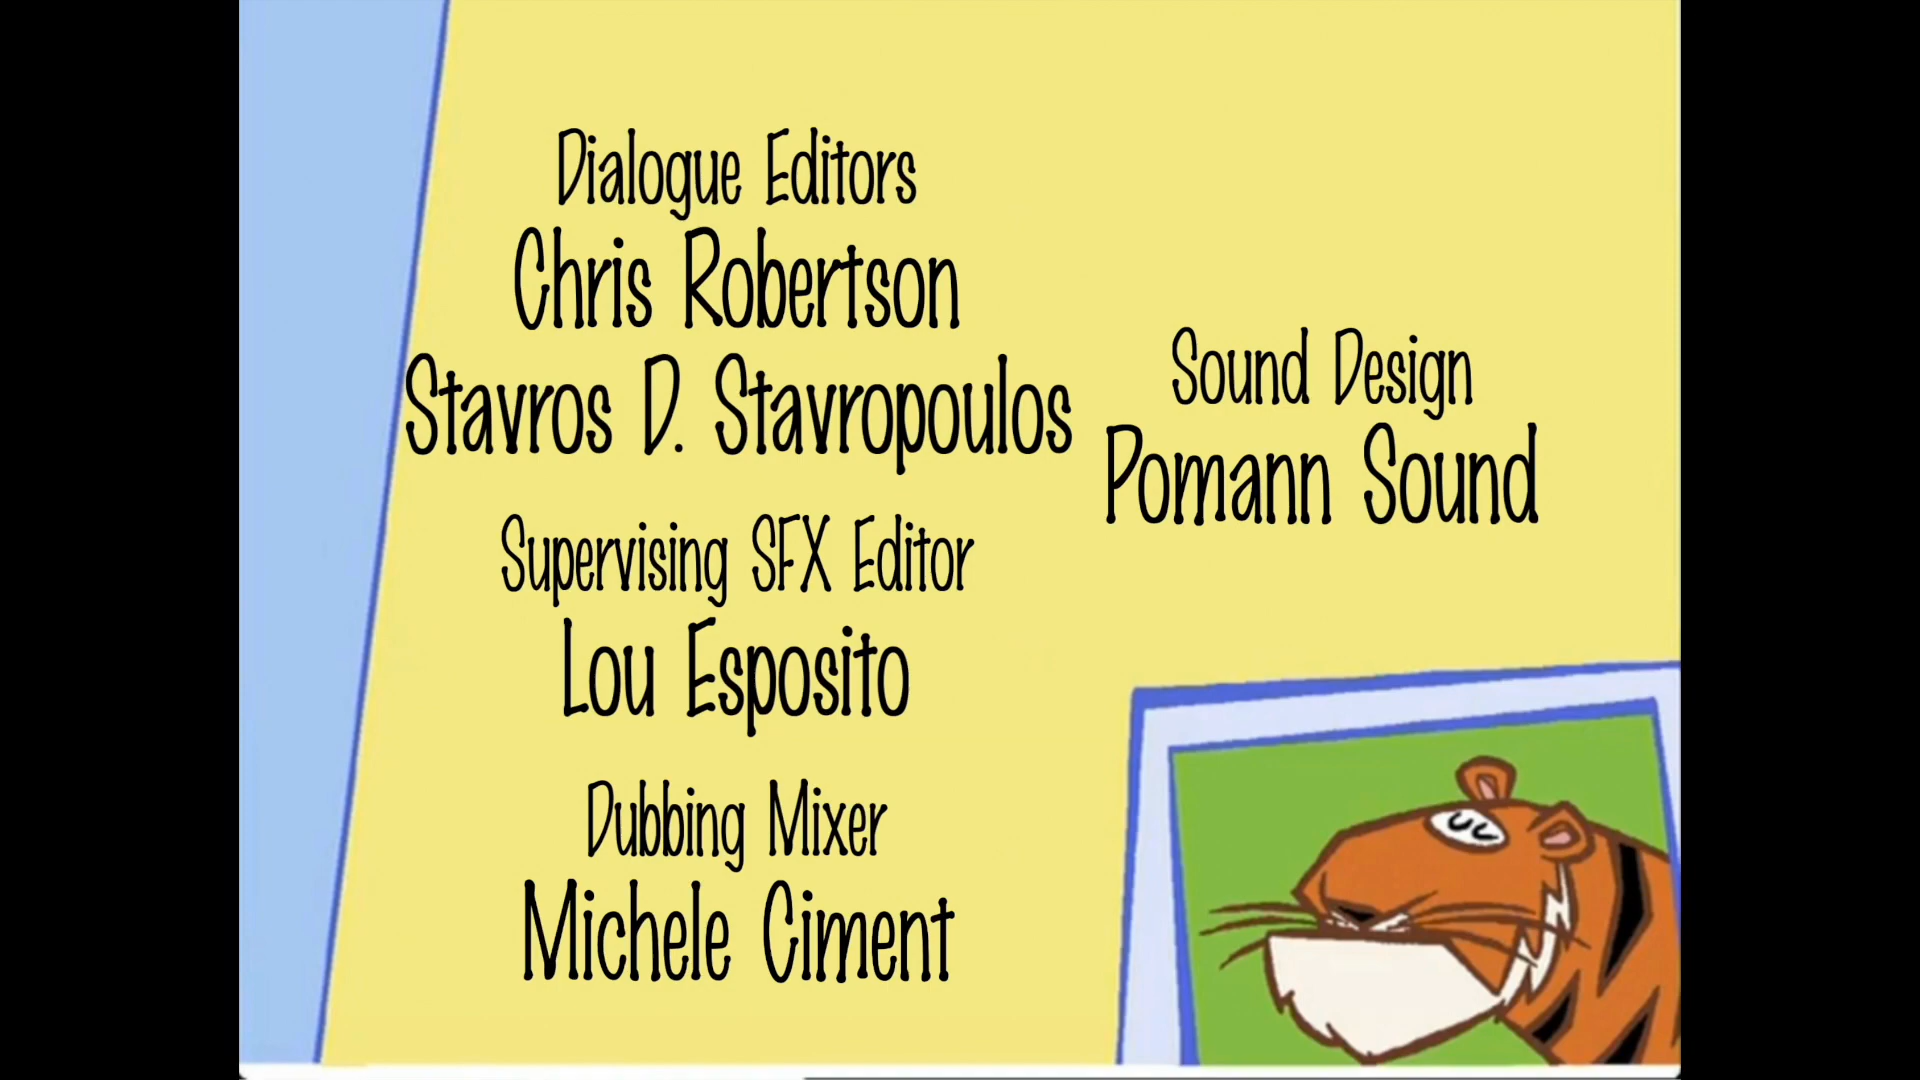 Dialogue Editors
Chris Robertson
Stavros D. Stavropoulos
Supervising SFX Editor
Lou Esposito
Dubbing Mixer
Michele Ciment
Sound Design
Pomann Sound